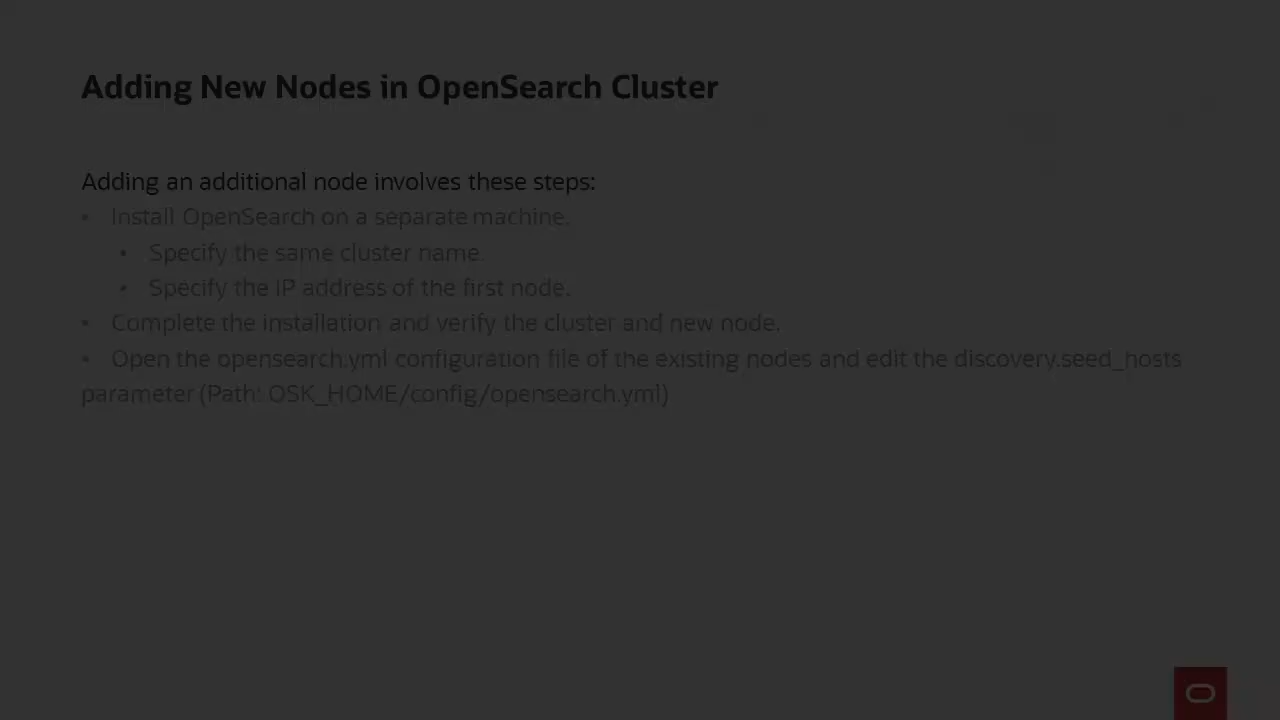 Adding New Nodes in OpenSearch Cluster
Adding an additional node involves these steps:
• Install OpenSearch on a separate machine.
• Specify the same cluster name.
• Specify the IP address of the first node.
• Complete the installation and verify the cluster and new node.
• Open the opensearch.yml configuration file of the existing nodes and edit the discovery.seed_hosts
parameter (Path: OSK_HOME/config/opensearch.yml)